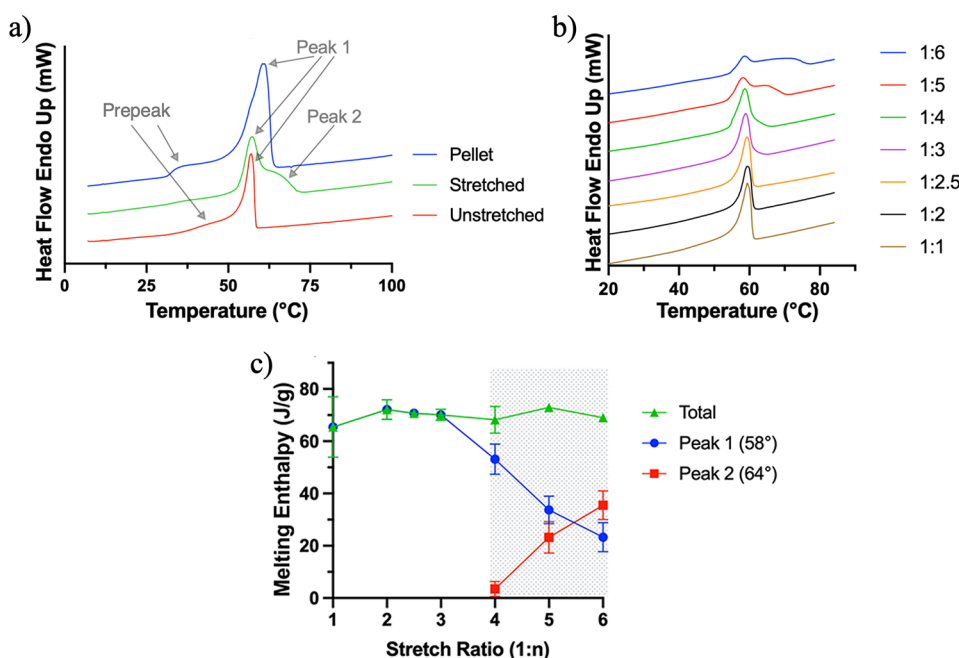 a)
Heat Flow Endo Up (mW)
Peak 1
Prepeak
Peak 2
Pellet
Stretched
Unstretched
0 25 50 75 100
Temperature (°C)
b)
Heat Flow Endo Up (mW)
1:6
1:5
1:4
1:3
1:2.5
1:2
1:1
20 40 60 80
Temperature (°C)
c)
Melting Enthalpy (J/g)
80
60
40
20
0
1 2 3 4 5 6
Stretch Ratio (1:n)
Total
Peak 1 (58°)
Peak 2 (64°)